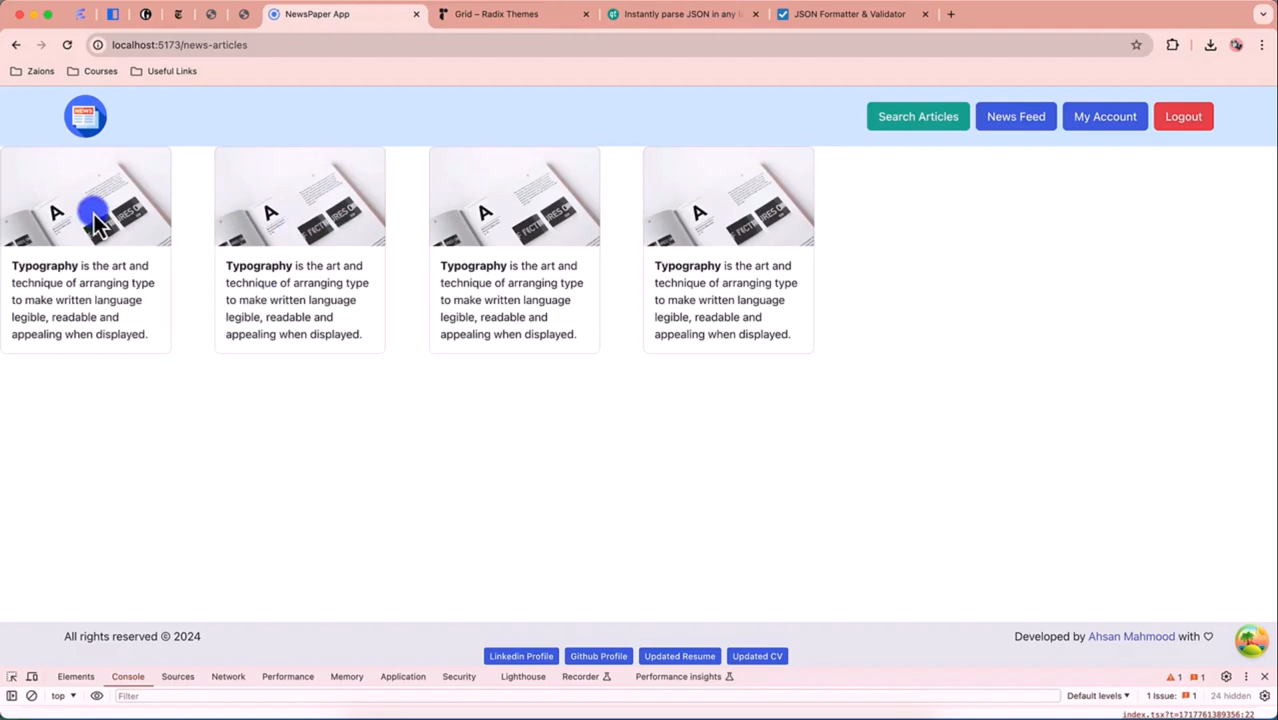 NewsPaper App
Grid – Radix Themes
Instantly parse JSON in any
JSON Formatter & Validator
localhost:5173/news-articles
Zaions
Courses
Useful Links
NEWS
Search Articles
News Feed
My Account
Logout
A
A
A
A
Typography is the art and
technique of arranging type
to make written language
legible, readable and
appealing when displayed.
Typography is the art and
technique of arranging type
to make written language
legible, readable and
appealing when displayed.
Typography is the art and
technique of arranging type
to make written language
legible, readable and
appealing when displayed.
Typography is the art and
technique of arranging type
to make written language
legible, readable and
appealing when displayed.
All rights reserved © 2024
Developed by Ahsan Mahmood with ♡
Linkedin Profile
Github Profile
Updated Resume
Updated CV
Elements
Console
Sources
Network
Performance
Memory
Application
Security
Lighthouse
Recorder
Performance insights
1
1
top
Filter
Default levels
1 Issue: 1
24 hidden
index.tsx?t=1717761389356:22